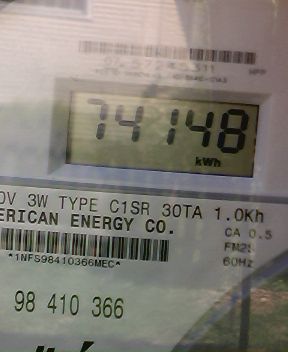 74148
kWh
0V 3W TYPE C1SR 30TA 1.0Kh
ERICAN ENERGY CO.
CA 0.5
FM2S
*1NFS98410366MEC*
60Hz
98 410 366